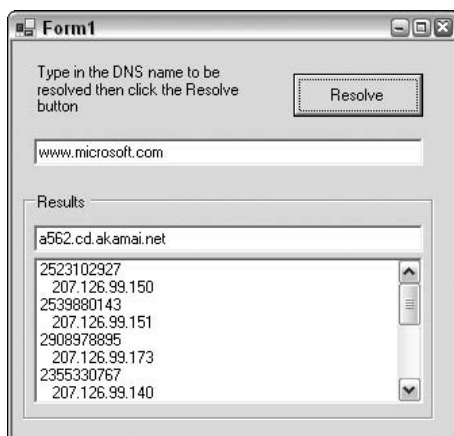 Form1
Type in the DNS name to be
resolved then click the Resolve
button
Resolve
www.microsoft.com
Results
a562.cd.akamai.net
2523102927
207.126.99.150
2539880143
207.126.99.151
2908978895
207.126.99.173
2355330767
207.126.99.140